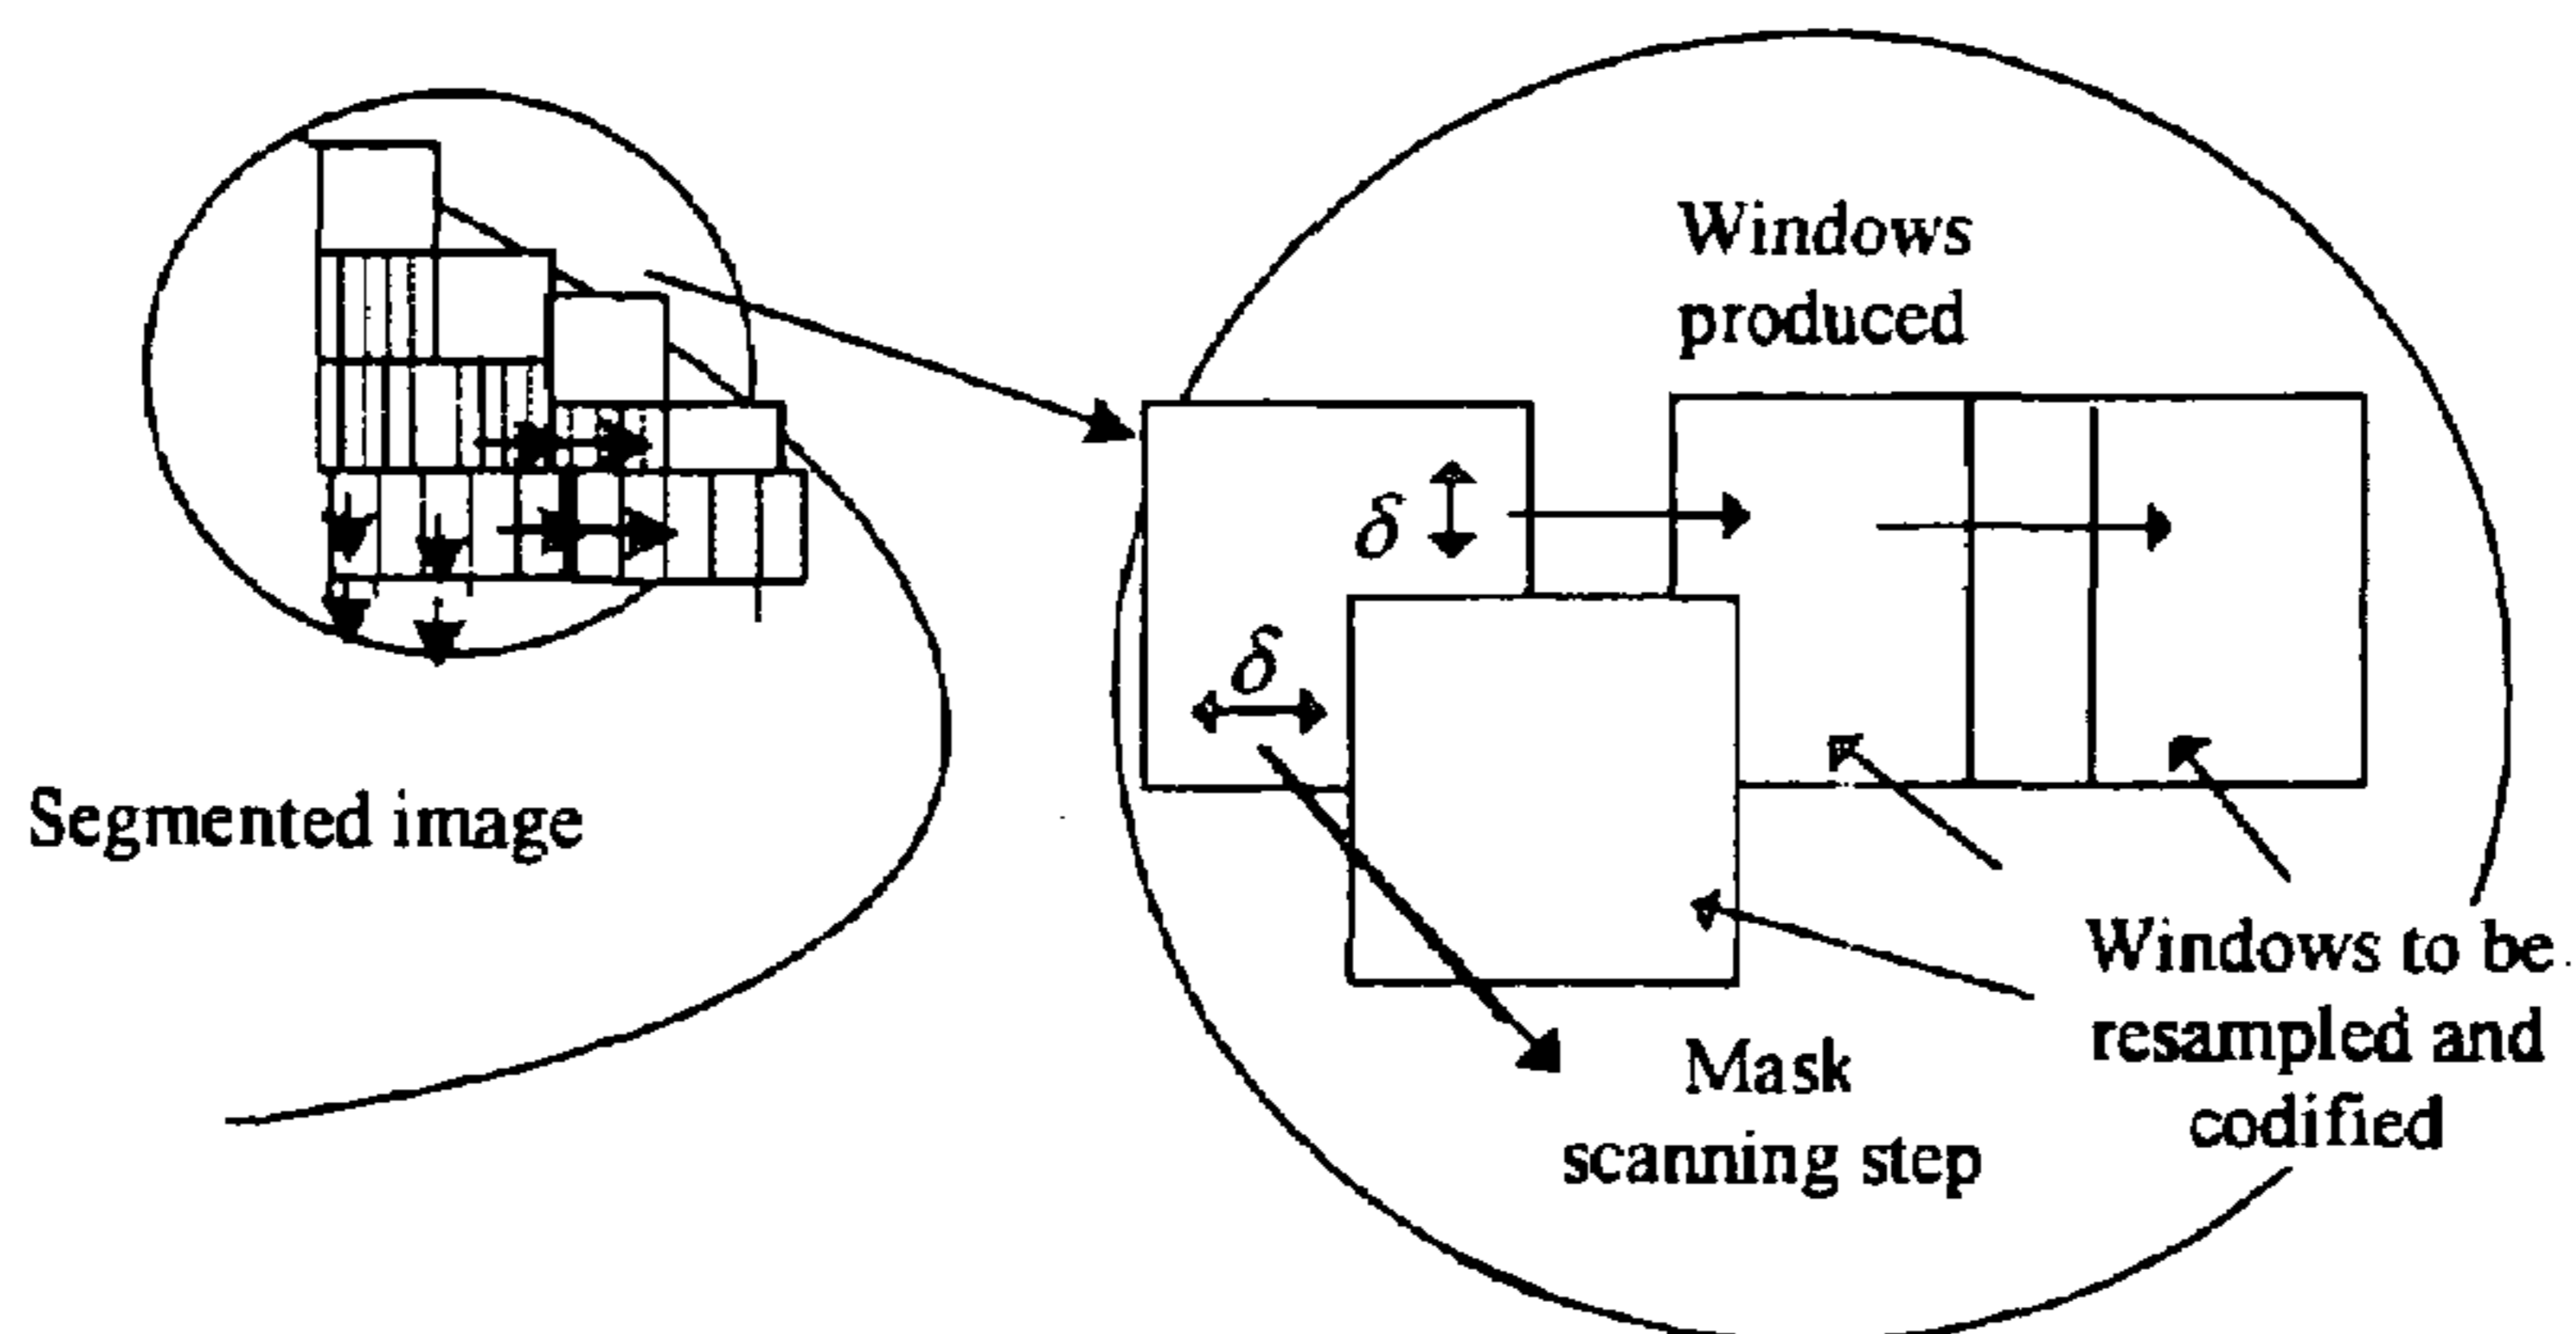 Windows
produced
δ
δ
Segmented image
Windows to be
resampled and
codified
Mask
scanning step